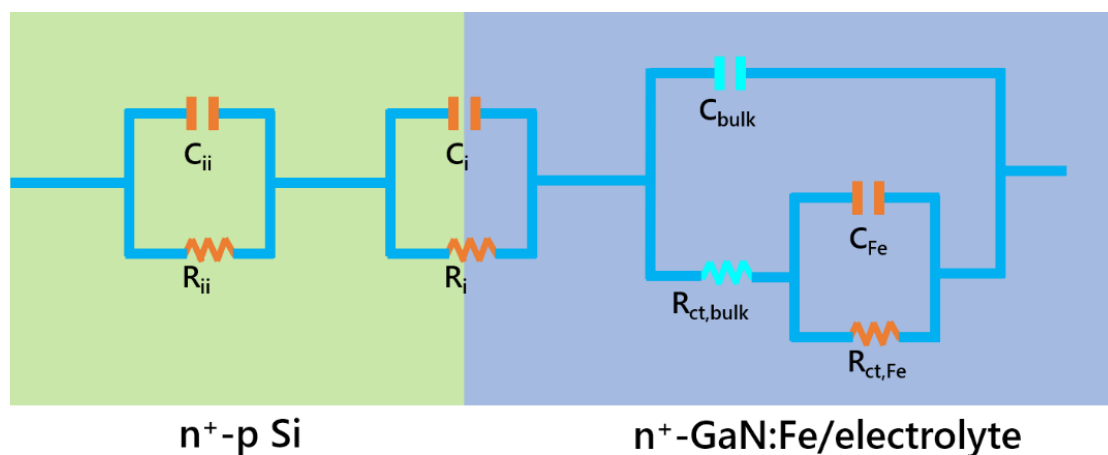 C_bulk
C_ii
C_i
C_Fe
R_ii
R_i
R_ct,bulk
R_ct,Fe
n⁺-p Si
n⁺-GaN:Fe/electrolyte